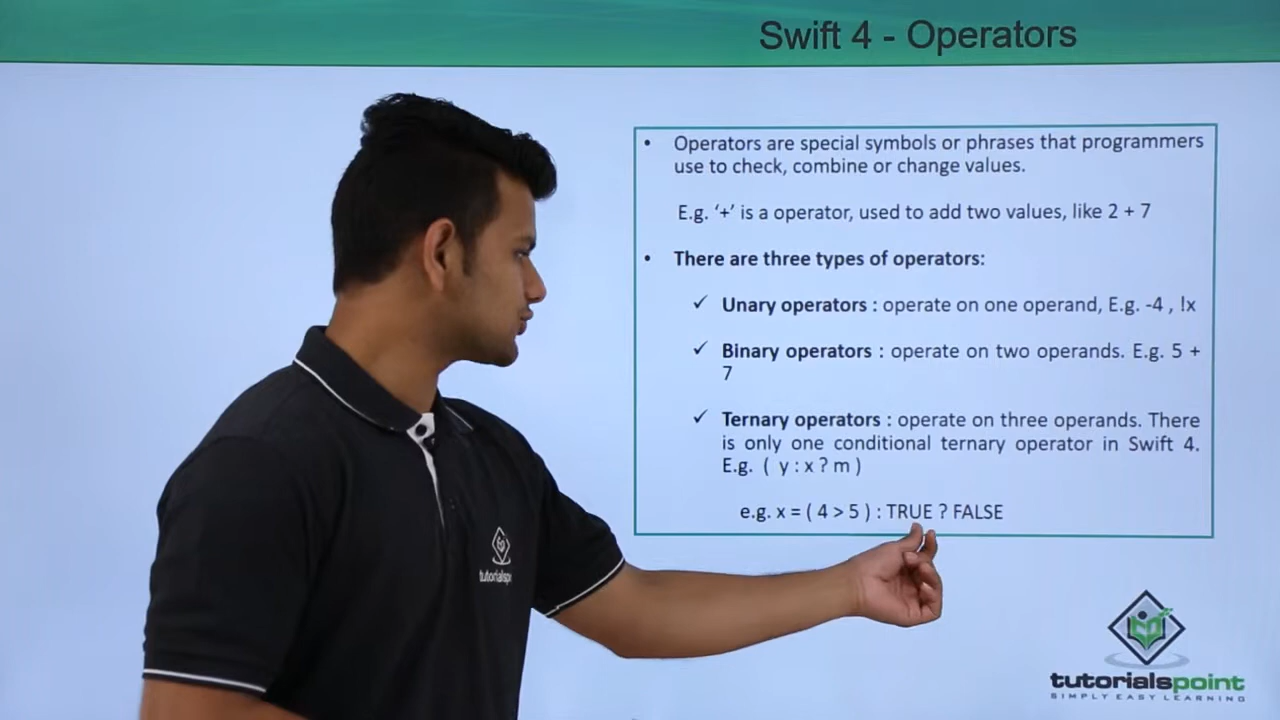 Swift 4 - Operators
• Operators are special symbols or phrases that programmers
use to check, combine or change values.
E.g. ‘+’ is a operator, used to add two values, like 2 + 7
• There are three types of operators:
✓ Unary operators : operate on one operand, E.g. -4 , !x
✓ Binary operators : operate on two operands. E.g. 5 +
7
✓ Ternary operators : operate on three operands. There
is only one conditional ternary operator in Swift 4.
E.g. ( y : x ? m )
e.g. x = ( 4 > 5 ) : TRUE ? FALSE
tutorialspoint
SIMPLY EASY LEARNING